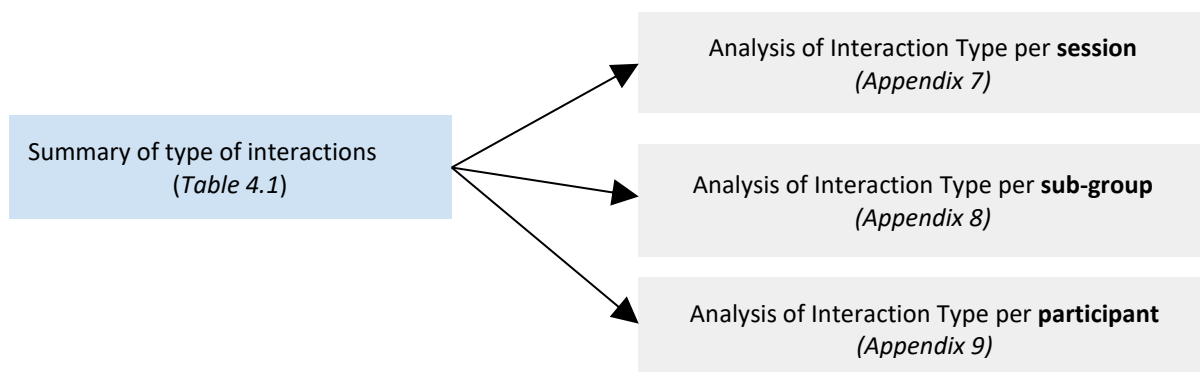 Summary of type of interactions
(Table 4.1)
Analysis of Interaction Type per session
(Appendix 7)
Analysis of Interaction Type per sub-group
(Appendix 8)
Analysis of Interaction Type per participant
(Appendix 9)